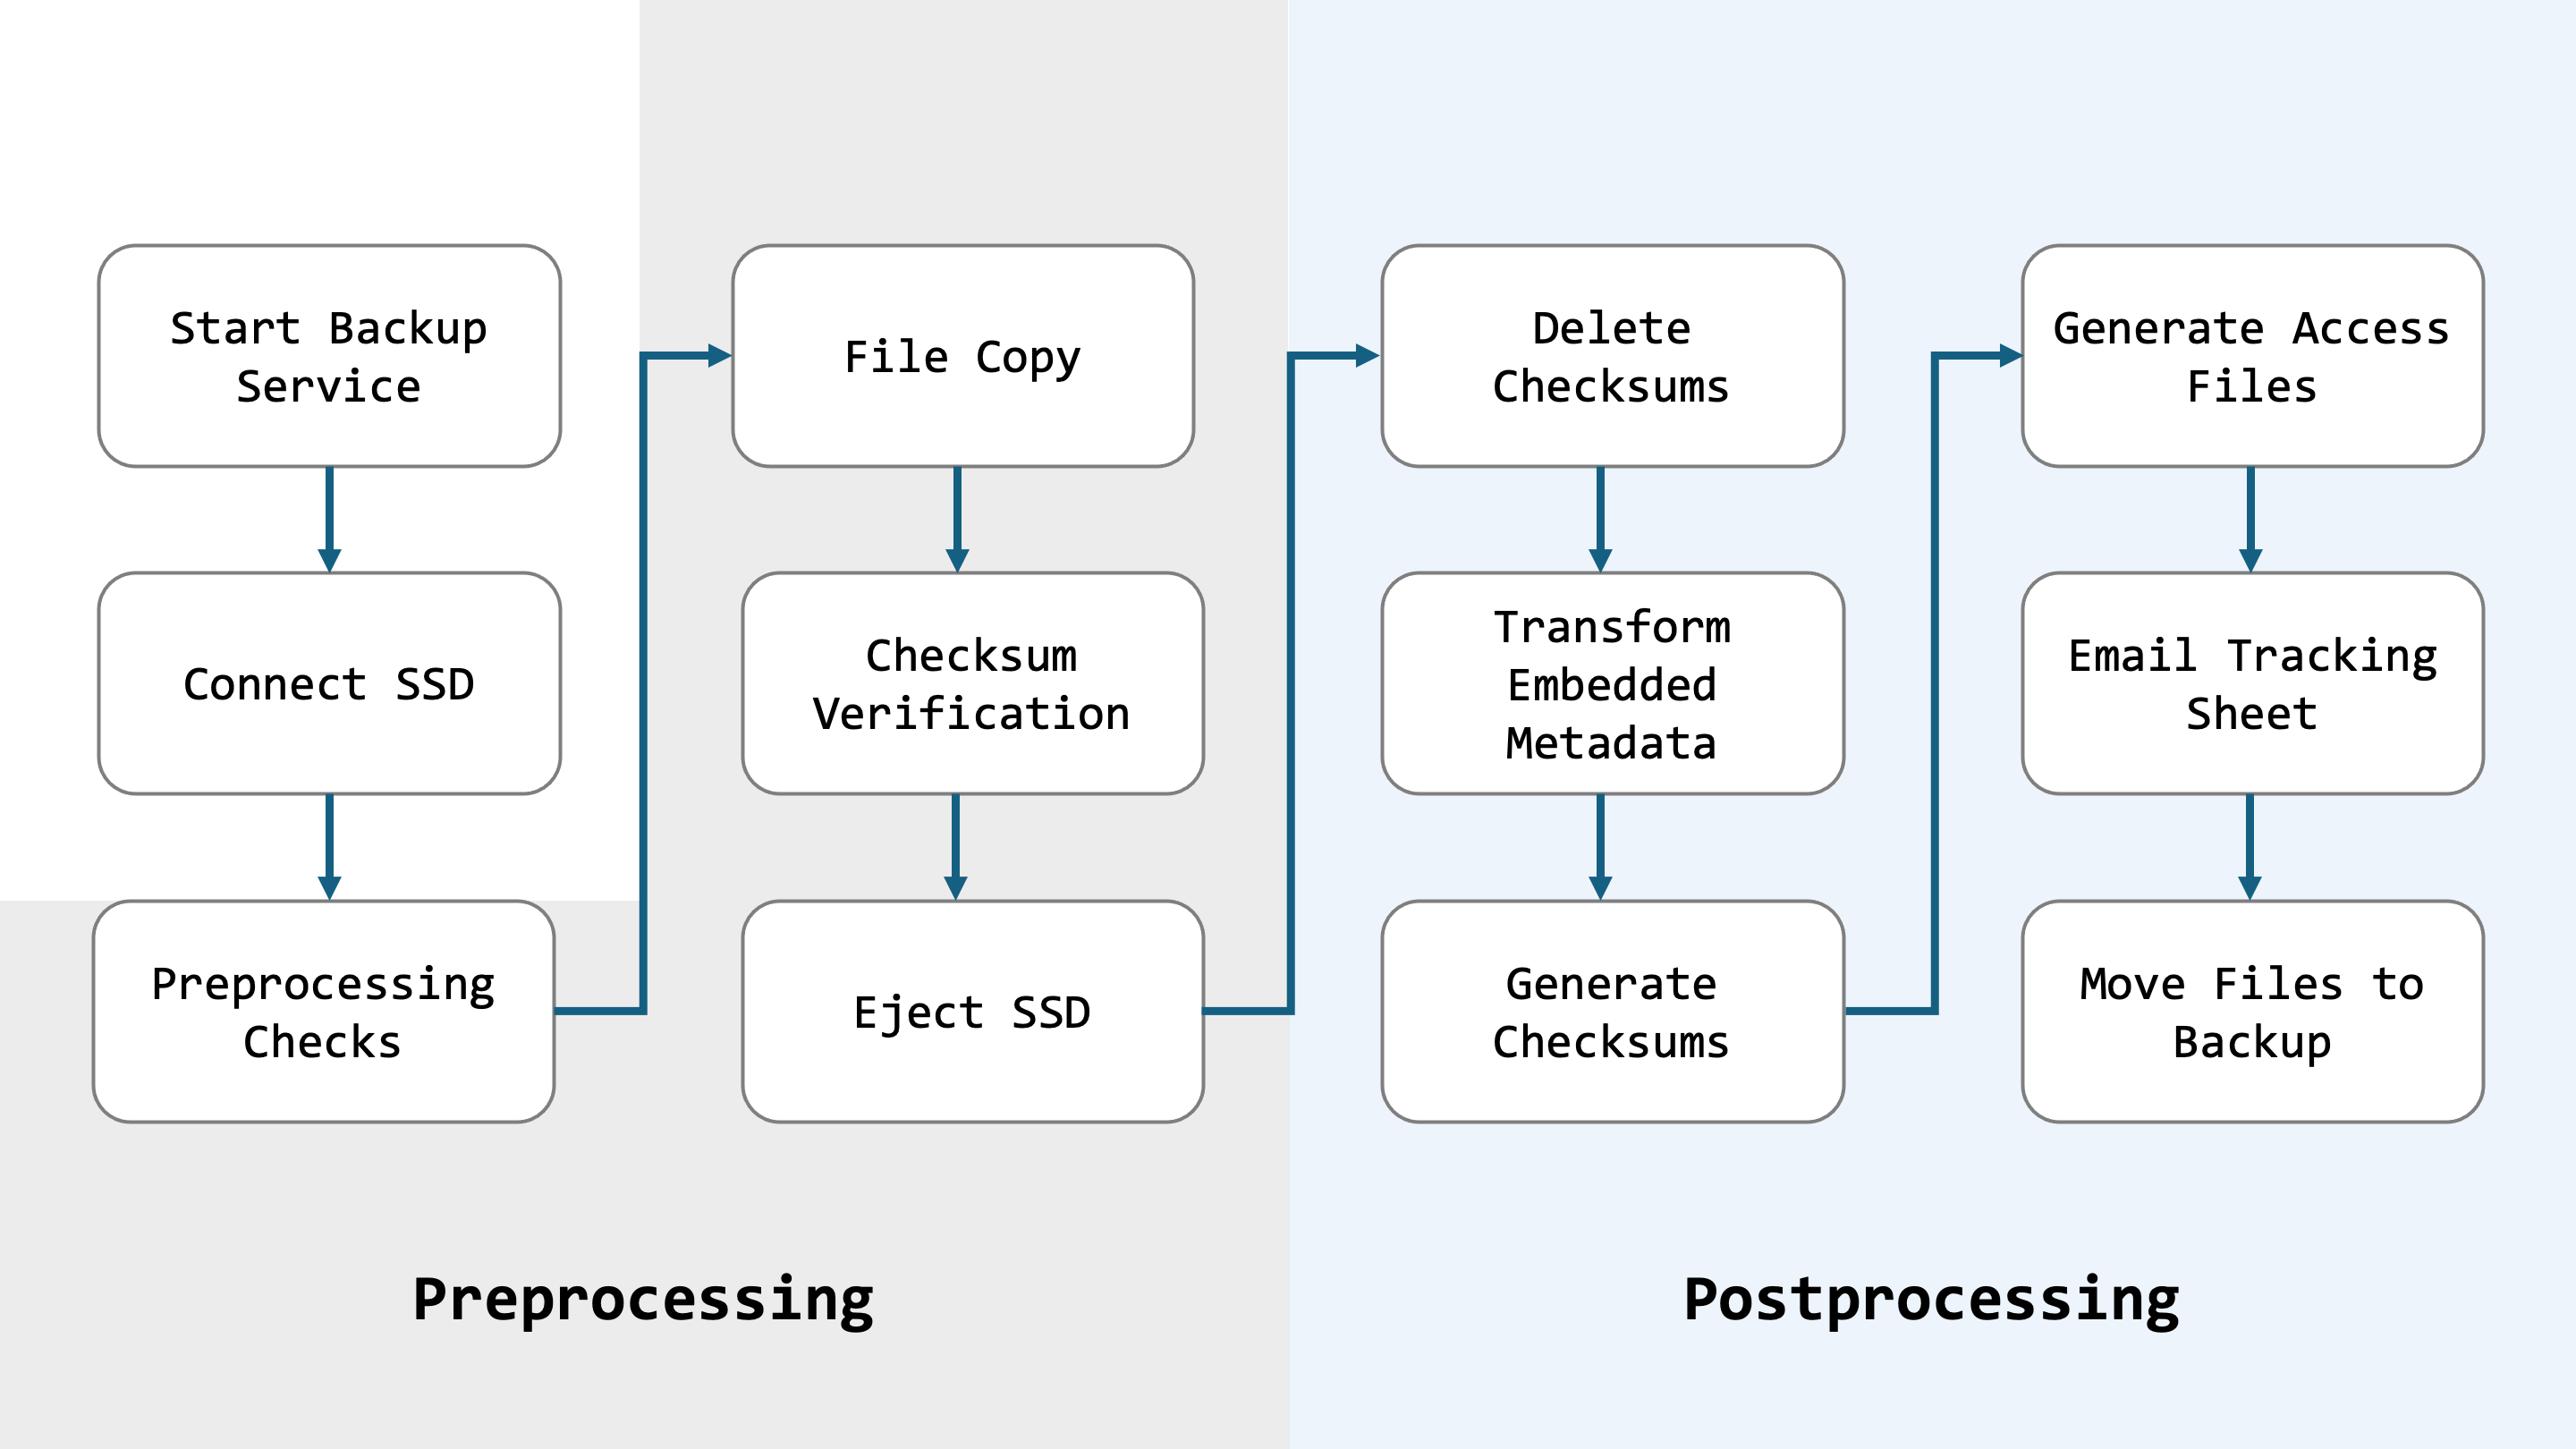 Start Backup
Service
Connect SSD
Preprocessing
Checks
File Copy
Checksum
Verification
Eject SSD
Delete
Checksums
Transform
Embedded
Metadata
Generate
Checksums
Generate Access
Files
Email Tracking
Sheet
Move Files to
Backup
Preprocessing
Postprocessing